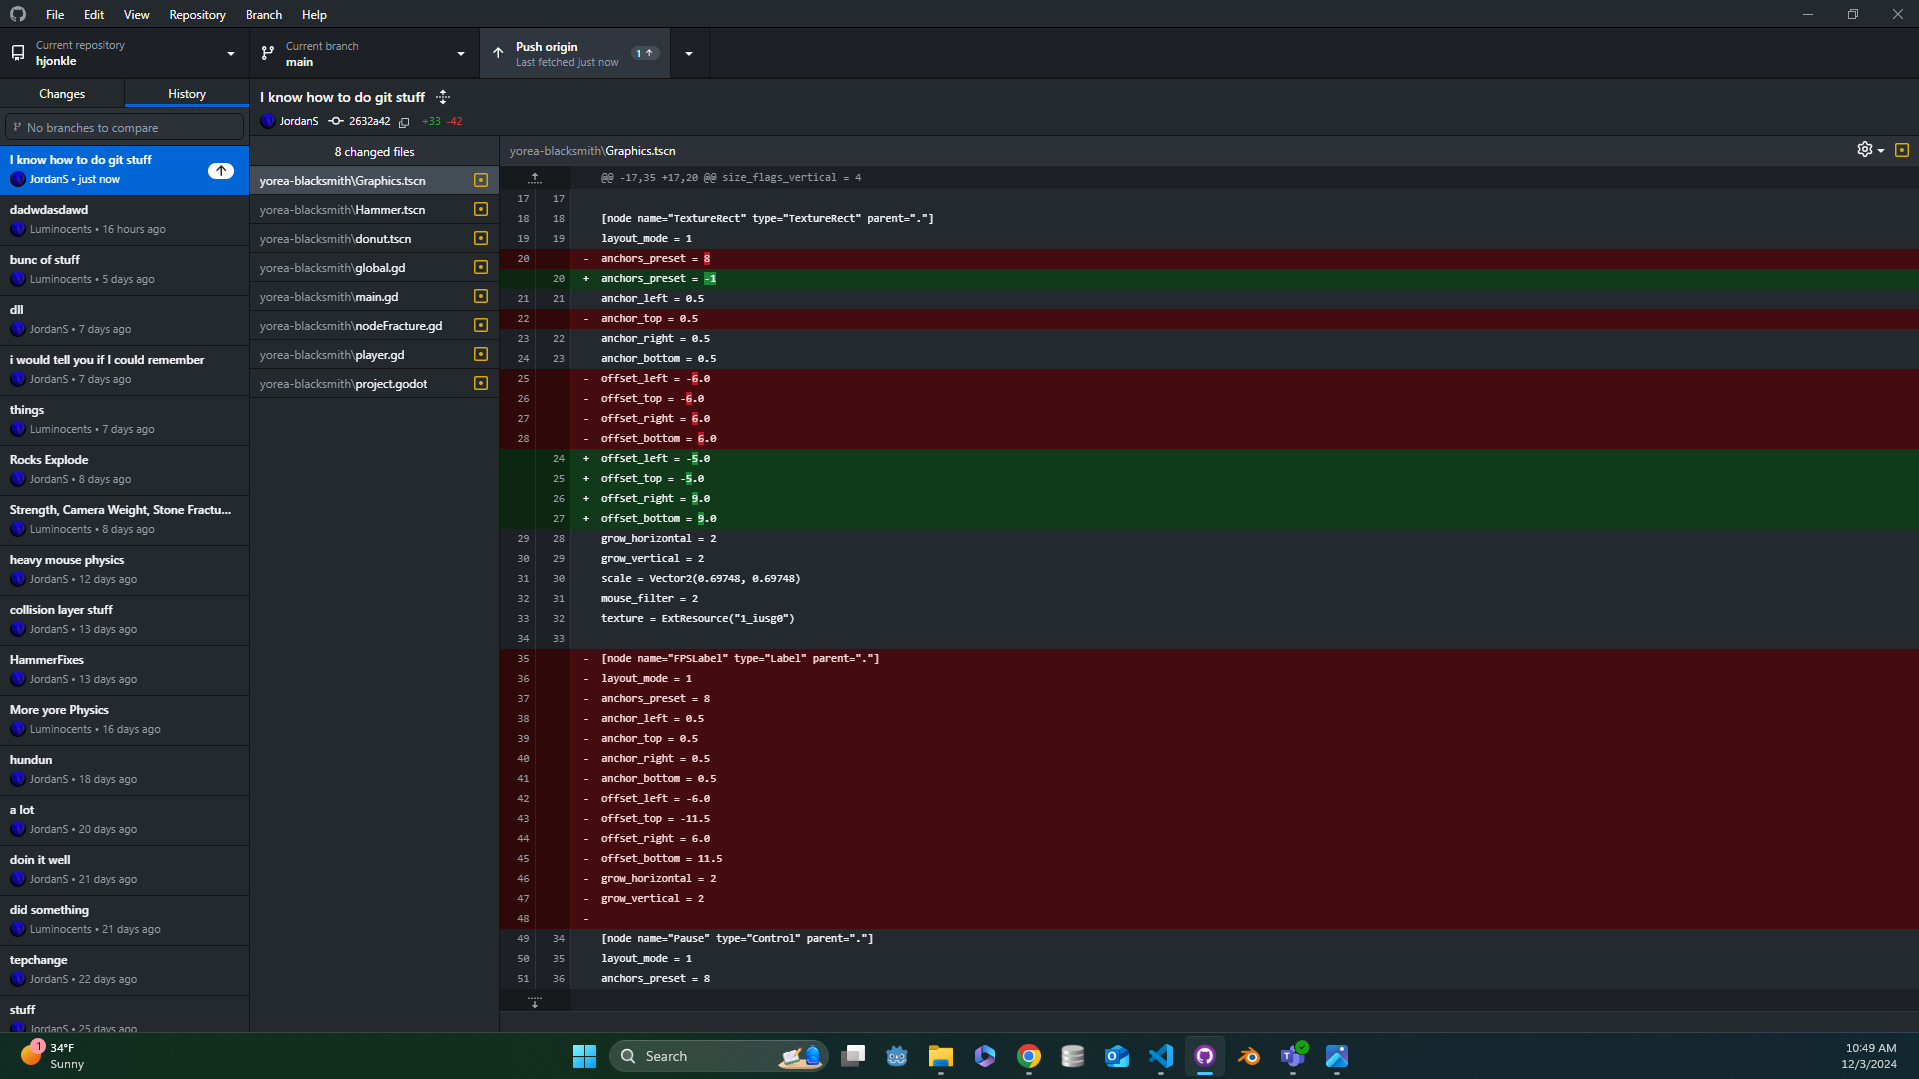 File Edit View Repository Branch Help
Current repository
hjonkle
Current branch
main
Push origin
Last fetched just now
1
Changes
History
No branches to compare
I know how to do git stuff
JordanS • just now
dadwdasdawd
Luminocents • 16 hours ago
bunc of stuff
Luminocents • 5 days ago
dll
JordanS • 7 days ago
i would tell you if I could remember
JordanS • 7 days ago
things
Luminocents • 7 days ago
Rocks Explode
JordanS • 8 days ago
Strength, Camera Weight, Stone Fractu...
Luminocents • 8 days ago
heavy mouse physics
JordanS • 12 days ago
collision layer stuff
JordanS • 13 days ago
HammerFixes
JordanS • 13 days ago
More yore Physics
Luminocents • 16 days ago
hundun
JordanS • 18 days ago
a lot
JordanS • 20 days ago
doin it well
JordanS • 21 days ago
did something
Luminocents • 21 days ago
tepchange
JordanS • 22 days ago
stuff
JordanS • 25 days ago
I know how to do git stuff
JordanS 2632a42 +33 -42
8 changed files
yorea-blacksmith\Graphics.tscn
yorea-blacksmith\Hammer.tscn
yorea-blacksmith\donut.tscn
yorea-blacksmith\global.gd
yorea-blacksmith\main.gd
yorea-blacksmith\nodeFracture.gd
yorea-blacksmith\player.gd
yorea-blacksmith\project.godot
yorea-blacksmith\Graphics.tscn
@@ -17,35 +17,20 @@ size_flags_vertical = 4
17 17
18 18 [node name="TextureRect" type="TextureRect" parent="."]
19 19 layout_mode = 1
20 - anchors_preset = 8
20 + anchors_preset = -1
21 21 anchor_left = 0.5
22 - anchor_top = 0.5
23 22 anchor_right = 0.5
24 23 anchor_bottom = 0.5
25 - offset_left = -6.0
26 - offset_top = -6.0
27 - offset_right = 6.0
28 - offset_bottom = 6.0
24 + offset_left = -5.0
25 + offset_top = -5.0
26 + offset_right = 9.0
27 + offset_bottom = 9.0
29 28 grow_horizontal = 2
30 29 grow_vertical = 2
31 30 scale = Vector2(0.69748, 0.69748)
32 31 mouse_filter = 2
33 32 texture = ExtResource("1_iusg0")
34 33
35 - [node name="FPSLabel" type="Label" parent="."]
36 - layout_mode = 1
37 - anchors_preset = 8
38 - anchor_left = 0.5
39 - anchor_top = 0.5
40 - anchor_right = 0.5
41 - anchor_bottom = 0.5
42 - offset_left = -6.0
43 - offset_top = -11.5
44 - offset_right = 6.0
45 - offset_bottom = 11.5
46 - grow_horizontal = 2
47 - grow_vertical = 2
48 -
49 34 [node name="Pause" type="Control" parent="."]
50 35 layout_mode = 1
51 36 anchors_preset = 8
1
34°F
Sunny
Search
10:49 AM
12/3/2024